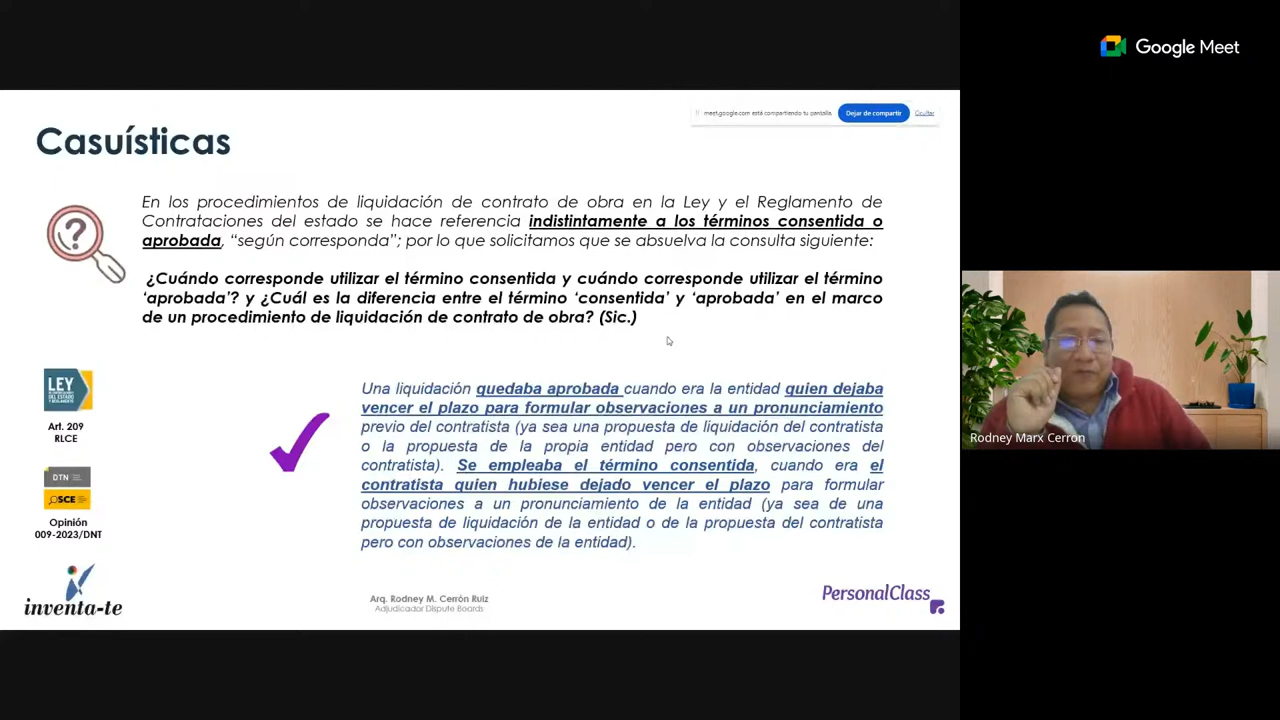 Google Meet
meet.google.com está compartiendo tu pantalla.
Dejar de compartir
Ocultar
Casuísticas
En los procedimientos de liquidación de contrato de obra en la Ley y el Reglamento de
Contrataciones del estado se hace referencia indistintamente a los términos consentida o
aprobada, “según corresponda”; por lo que solicitamos que se absuelva la consulta siguiente:
¿Cuándo corresponde utilizar el término consentida y cuándo corresponde utilizar el término
‘aprobada’? y ¿Cuál es la diferencia entre el término ‘consentida’ y ‘aprobada’ en el marco
de un procedimiento de liquidación de contrato de obra? (Sic.)
LEY
Art. 209
RLCE
DTN
OSCE
Opinión
009-2023/DNT
Una liquidación quedaba aprobada cuando era la entidad quien dejaba
vencer el plazo para formular observaciones a un pronunciamiento
previo del contratista (ya sea una propuesta de liquidación del contratista
o la propuesta de la propia entidad pero con observaciones del
contratista). Se empleaba el término consentida, cuando era el
contratista quien hubiese dejado vencer el plazo para formular
observaciones a un pronunciamiento de la entidad (ya sea de una
propuesta de liquidación de la entidad o de la propuesta del contratista
pero con observaciones de la entidad).
inventa-te
Arq. Rodney M. Cerrón Ruiz
Adjudicador Dispute Boards
PersonalClass
Rodney Marx Cerron